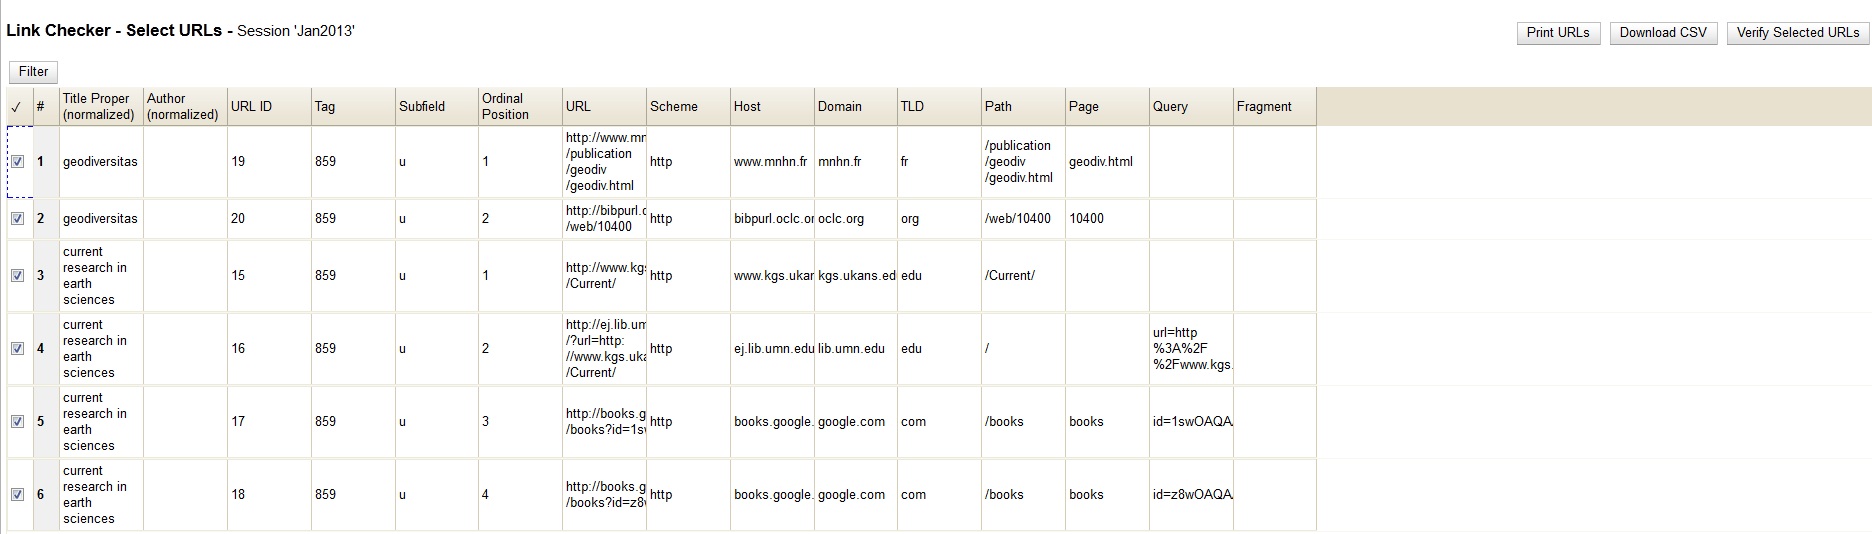 Link Checker - Select URLs - Session 'Jan2013'
Print URLs Download CSV Verify Selected URLs
Filter
✓ # Title Proper (normalized) Author (normalized) URL ID Tag Subfield Ordinal Position URL Scheme Host Domain TLD Path Page Query Fragment
1 geodiversitas 19 859 u 1 http://www.mn /publication /geodiv /geodiv.html http www.mnhn.fr mnhn.fr fr /publication /geodiv /geodiv.html geodiv.html
2 geodiversitas 20 859 u 2 http://bibpurl.o /web/10400 http bibpurl.oclc.or oclc.org org /web/10400 10400
3 current research in earth sciences 15 859 u 1 http://www.kgs /Current/ http www.kgs.ukan kgs.ukans.ed edu /Current/
4 current research in earth sciences 16 859 u 2 http://ej.lib.um /?url=http: //www.kgs.uka /Current/ http ej.lib.umn.edu lib.umn.edu edu / url=http %3A%2F %2Fwww.kgs.
5 current research in earth sciences 17 859 u 3 http://books.g /books?id=1sw http books.google. google.com com /books books id=1swOAQA
6 current research in earth sciences 18 859 u 4 http://books.g /books?id=z8w http books.google. google.com com /books books id=z8wOAQA